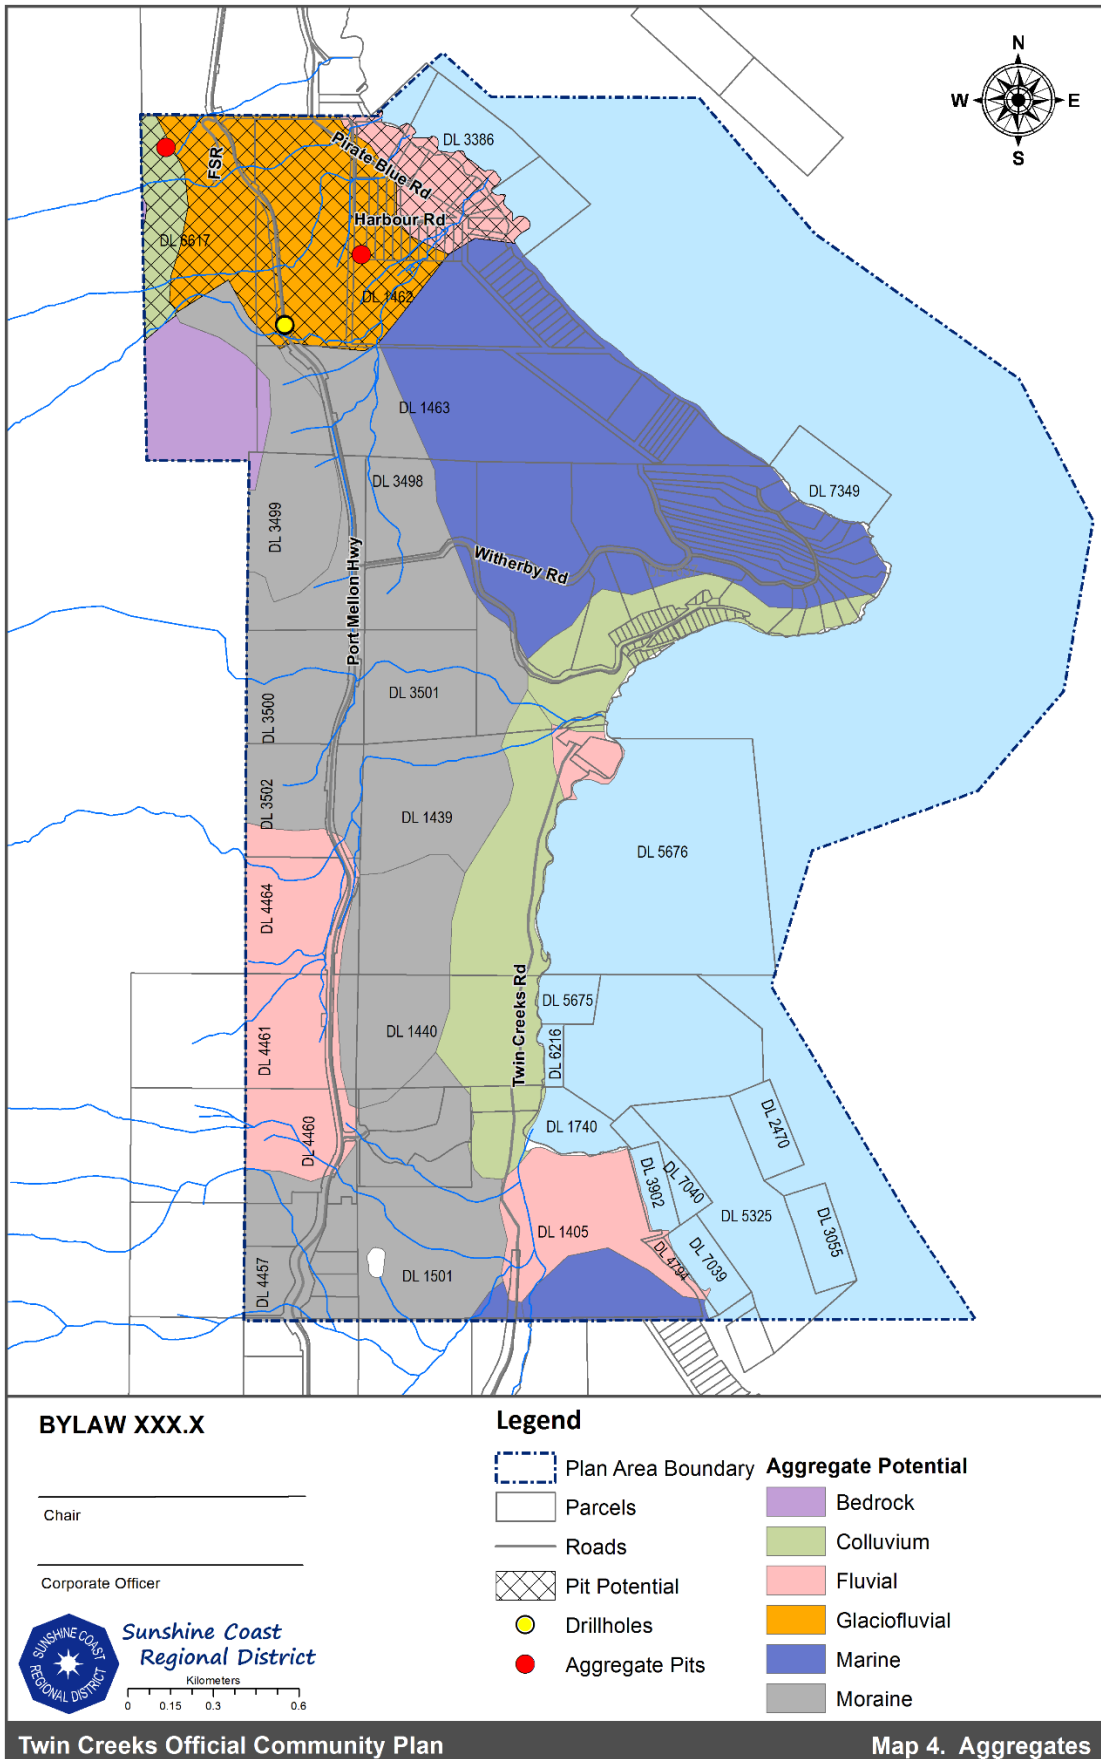 N
W E
S
DL 3386
Pirate Blue Rd
FSR
Harbour Rd
DL 6617
DL 1462
DL 1463
DL 3498
DL 7349
DL 3499
Witherby Rd
Port Mellon Hwy
DL 3501
DL 3500
DL 3502
DL 1439
DL 5676
DL 4464
DL 5675
DL 1440
DL 4461
Twin Creeks Rd
DL 6216
DL 1740
DL 2470
DL 4460
DL 3902
DL 7040
DL 5325
DL 1405
DL 3055
DL 4794
DL 7039
DL 4457
DL 1501
BYLAW XXX.X
Chair
Corporate Officer
SUNSHINE COAST
REGIONAL DISTRICT
Sunshine Coast
Regional District
Kilometers
0 0.15 0.3 0.6
Legend
Plan Area Boundary
Parcels
Roads
Pit Potential
Drillholes
Aggregate Pits
Aggregate Potential
Bedrock
Colluvium
Fluvial
Glaciofluvial
Marine
Moraine
Twin Creeks Official Community Plan
Map 4. Aggregates